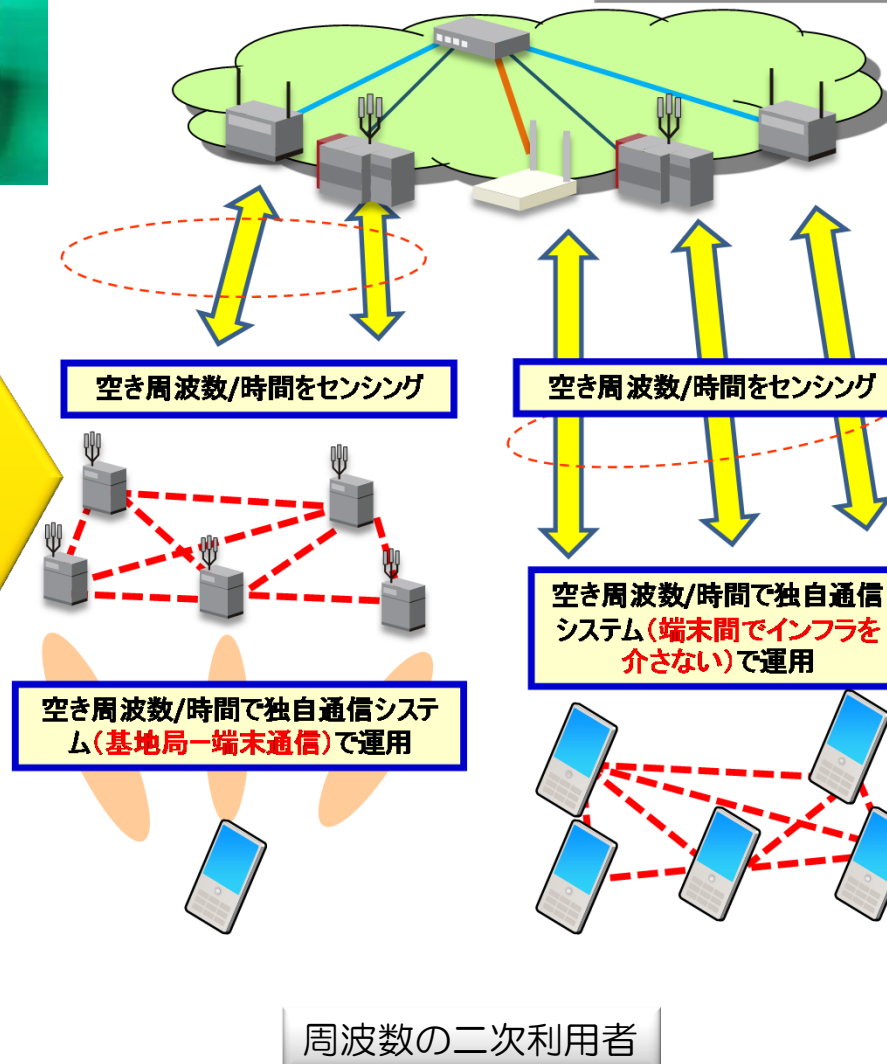 空き周波数/時間をセンシング
空き周波数/時間で独自通信システ
ム(基地局ー端末通信)で運用
空き周波数/時間をセンシング
空き周波数/時間で独自通信
システム(端末間でインフラを
介さない)で運用
周波数の二次利用者